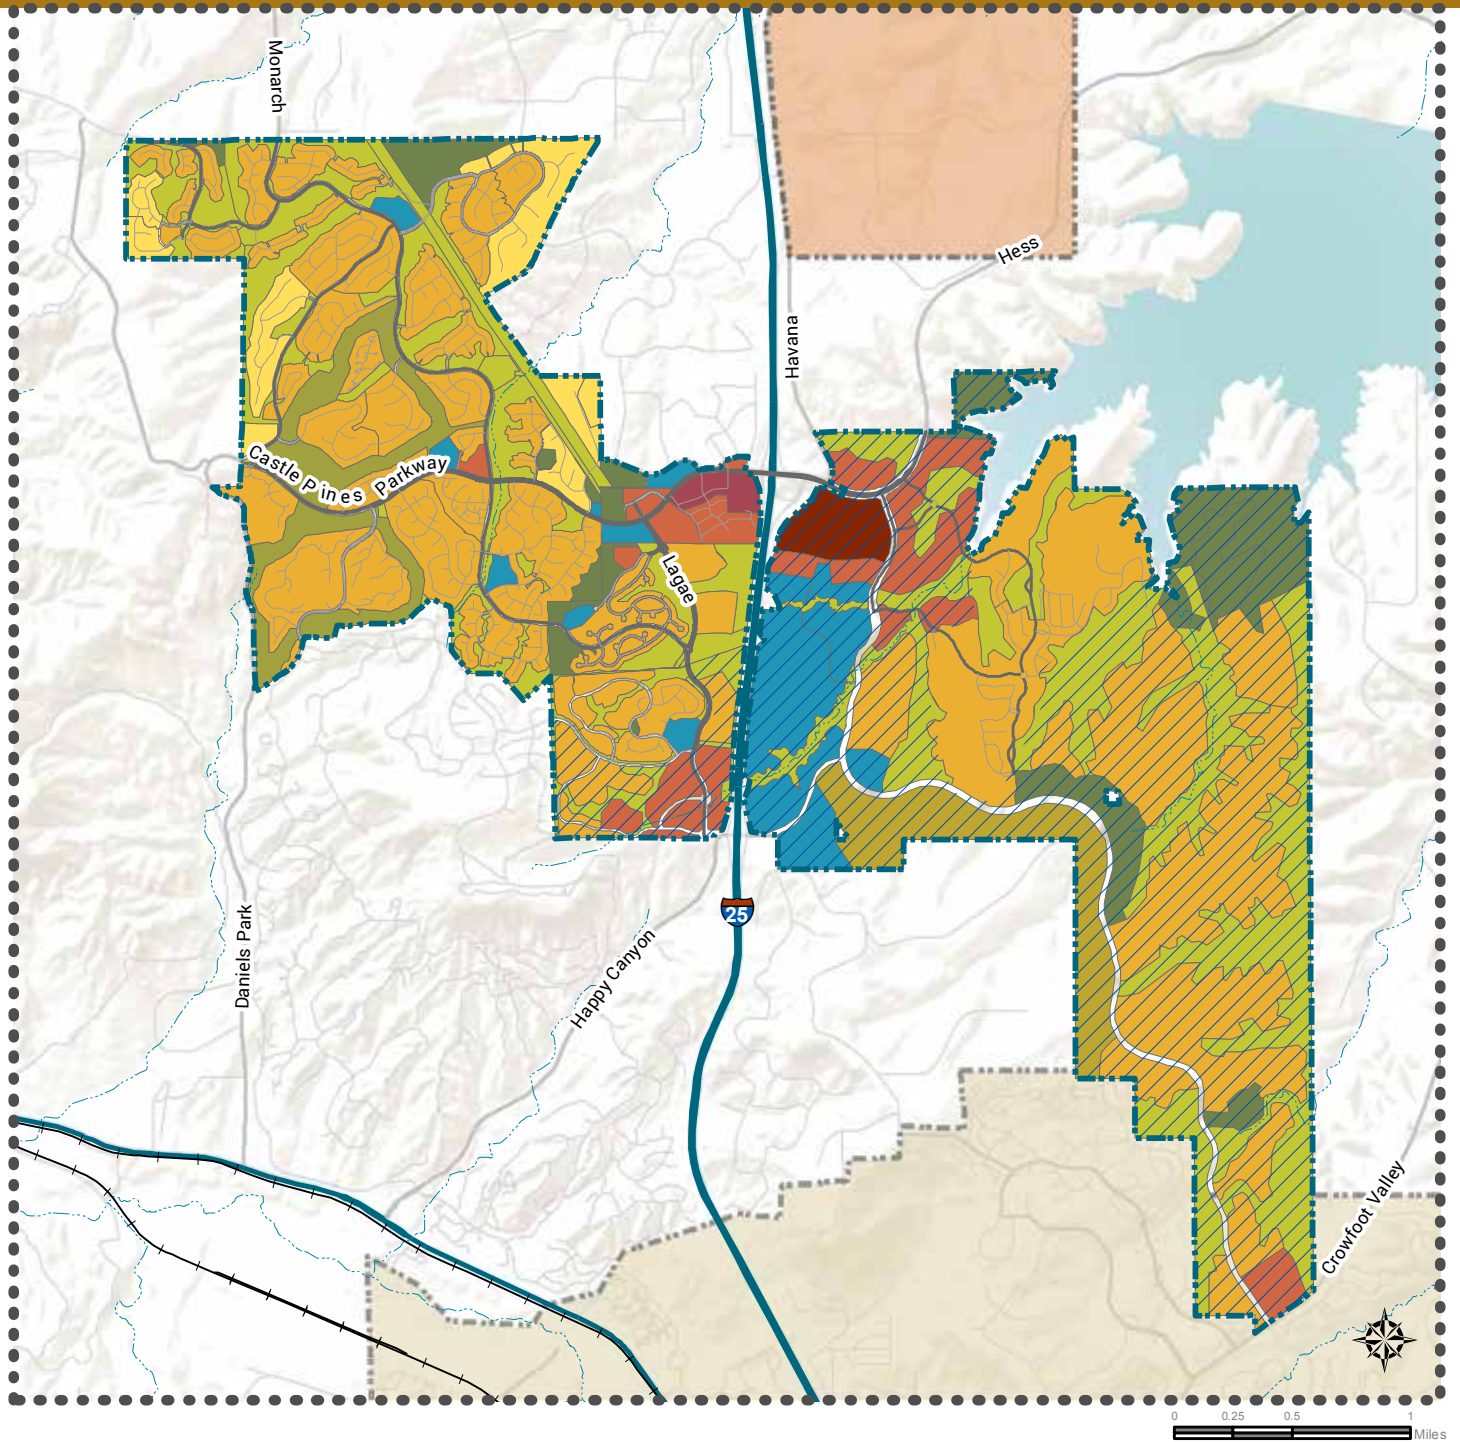 Monarch
Hess
Havana
Castle Pines Parkway
Lagae
25
Daniels Park
Happy Canyon
Crowfoot Valley
0 0.25 0.5 1
Miles